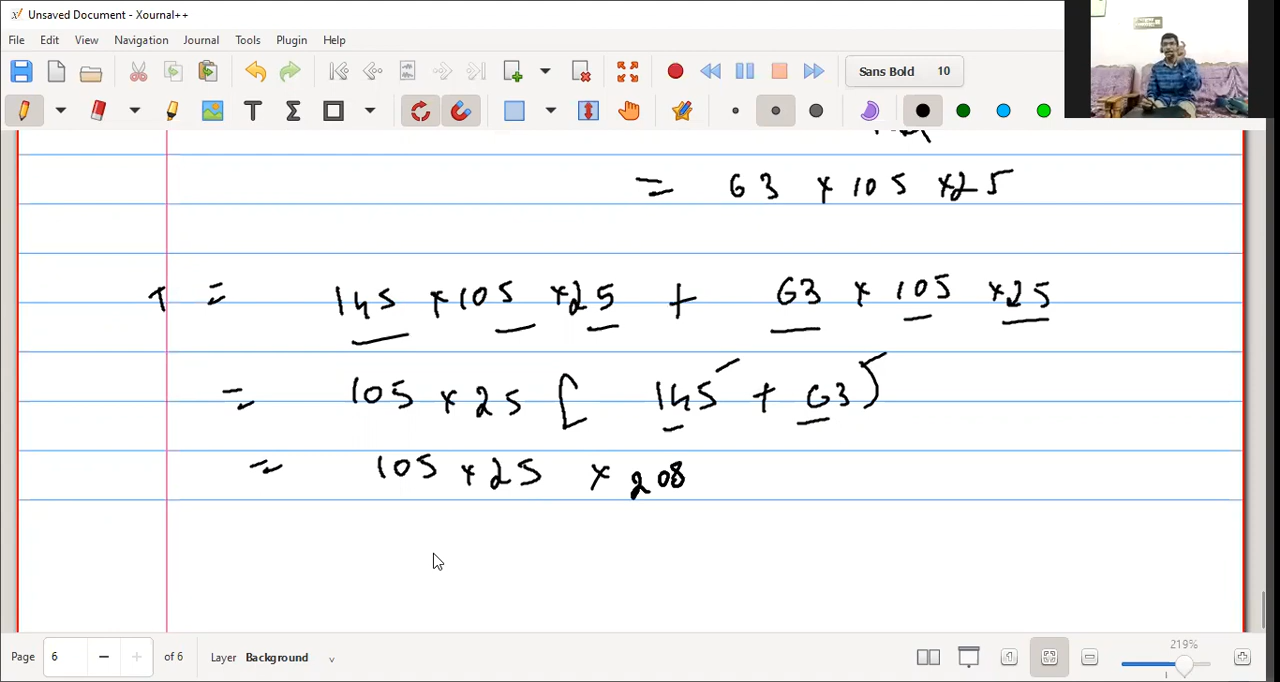 Unsaved Document - Xournal++
File Edit View Navigation Journal Tools Plugin Help
Sans Bold 10
= 63 × 105 × 25
T = 145 × 105 × 25 + 63 × 105 × 25
= 105 × 25 [ 145 + 63 )
= 105 × 25 × 208
Page 6 of 6 Layer Background 219%